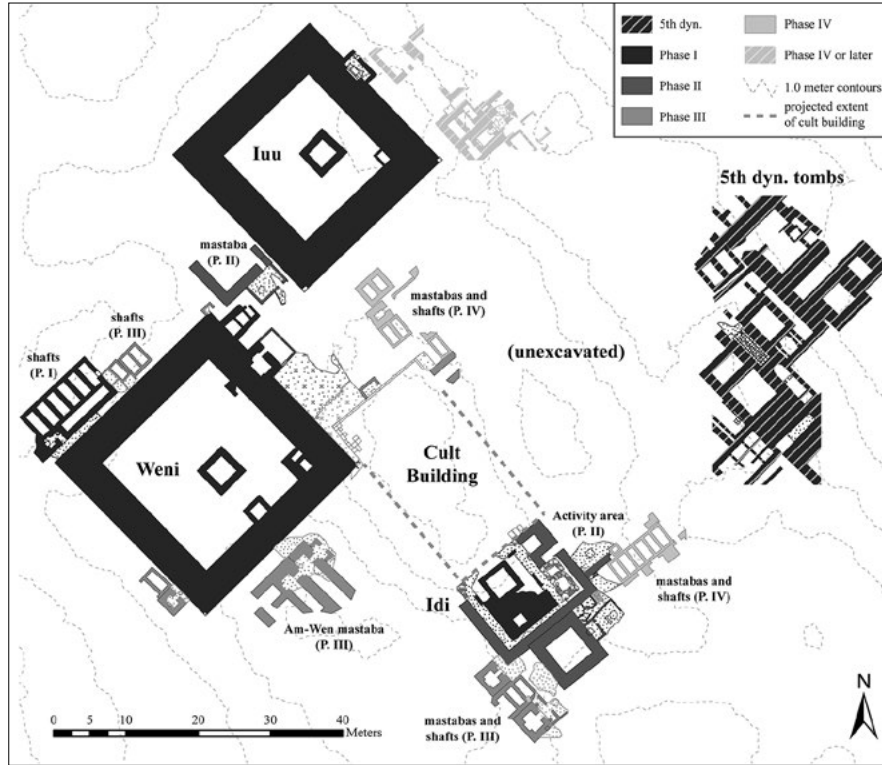 5th dyn.
Phase I
Phase II
Phase III
Phase IV
Phase IV or later
1.0 meter contours
projected extent
of cult building
Iuu
5th dyn. tombs
mastaba
(P. II)
mastabas and
shafts (P. IV)
shafts
(P. III)
shafts
(P. I)
(unexcavated)
Weni
Cult
Building
Activity area
(P. II)
mastabas and
shafts (P. IV)
Idi
Am-Wen mastaba
(P. III)
mastabas and
shafts (P. III)
N
0 5 10 20 30 40
Meters